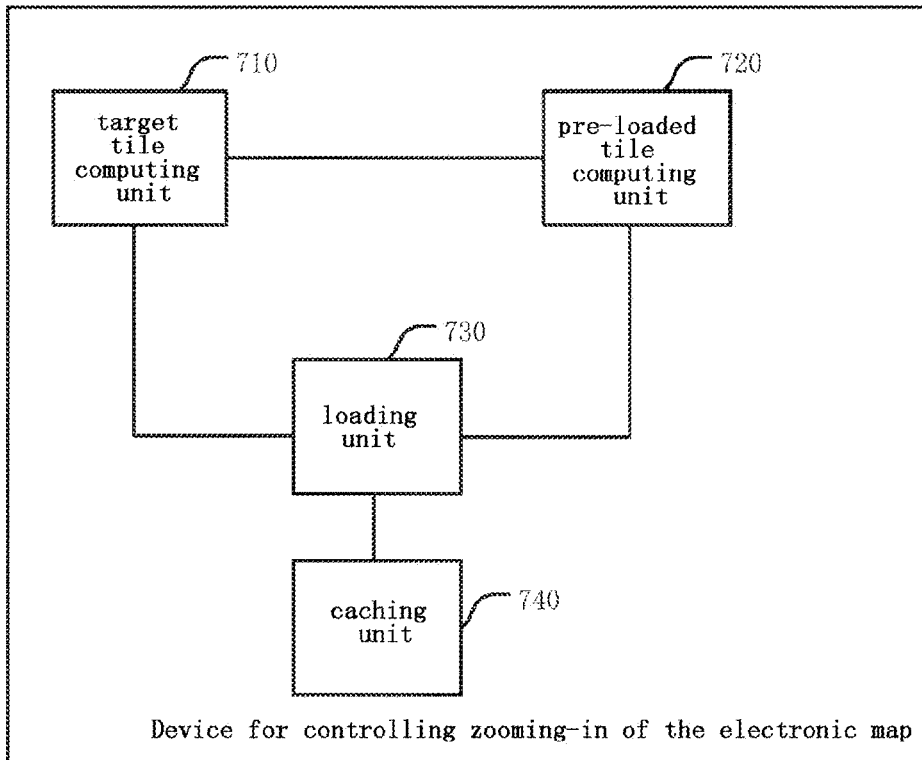 710
target
tile
computing
unit
720
pre-loaded
tile
computing
unit
730
loading
unit
caching
unit
740
Device for controlling zooming-in of the electronic map